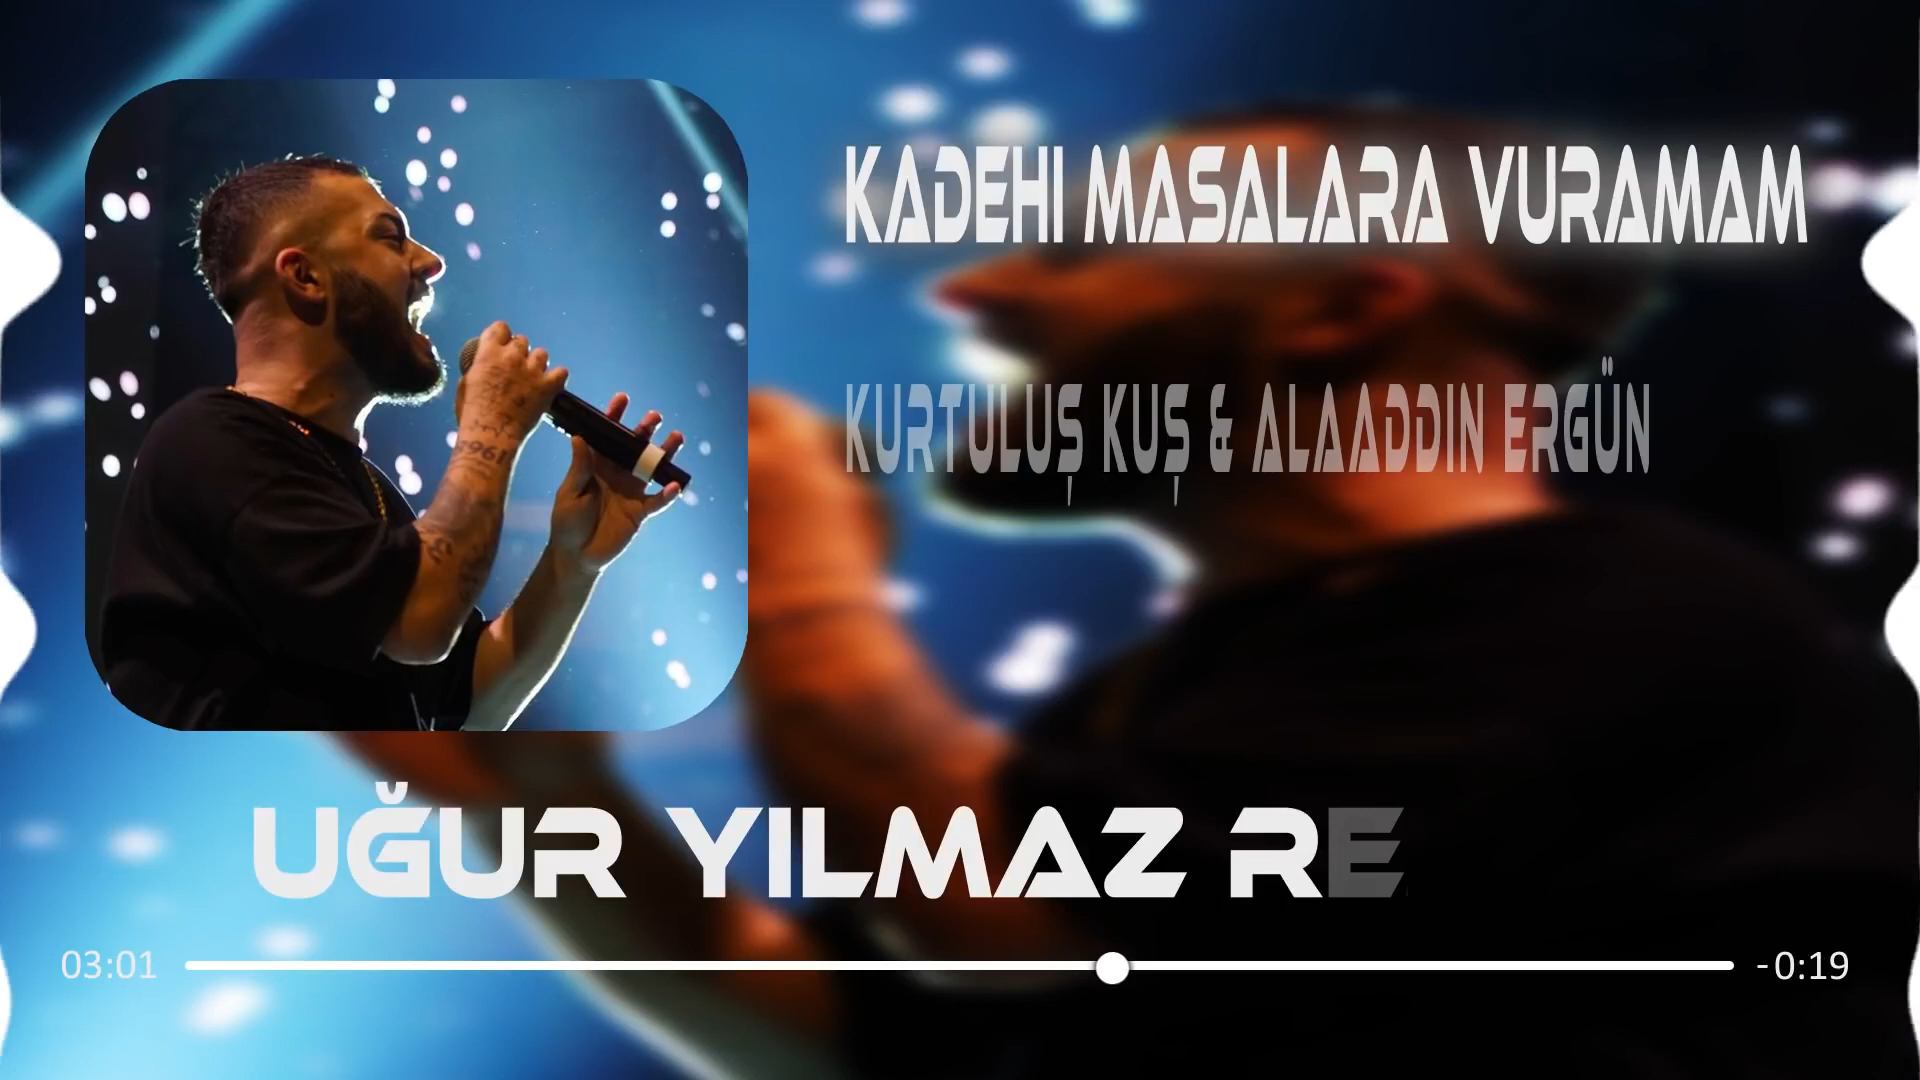 KADEHI MASALARA VURAMAM
KURTULUŞ KUŞ & ALAADDIN ERGÜN
UĞUR YILMAZ RE
03:01
-0:19